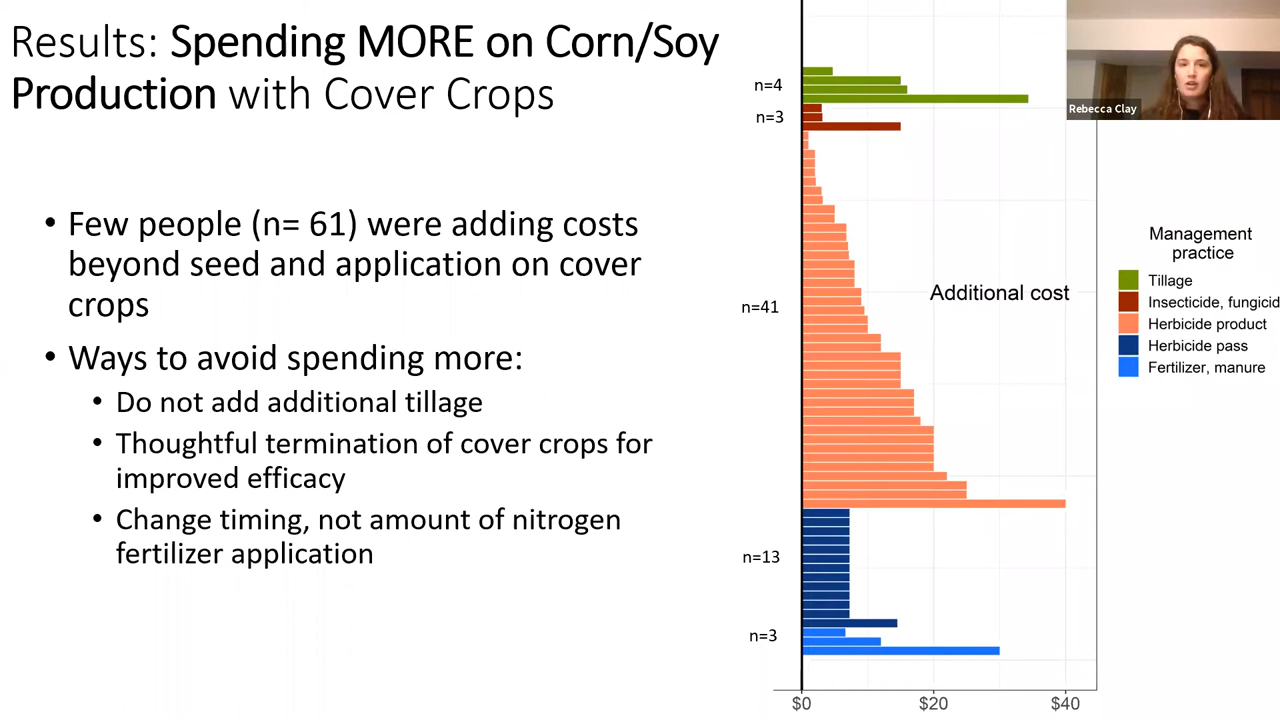 Results: Spending MORE on Corn/Soy
Production with Cover Crops
• Few people (n= 61) were adding costs
beyond seed and application on cover
crops
• Ways to avoid spending more:
• Do not add additional tillage
• Thoughtful termination of cover crops for
improved efficacy
• Change timing, not amount of nitrogen
fertilizer application
n=4
n=3
n=41
n=13
n=3
Additional cost
$0 $20 $40
Management
practice
Tillage
Insecticide, fungicid
Herbicide product
Herbicide pass
Fertilizer, manure
Rebecca Clay